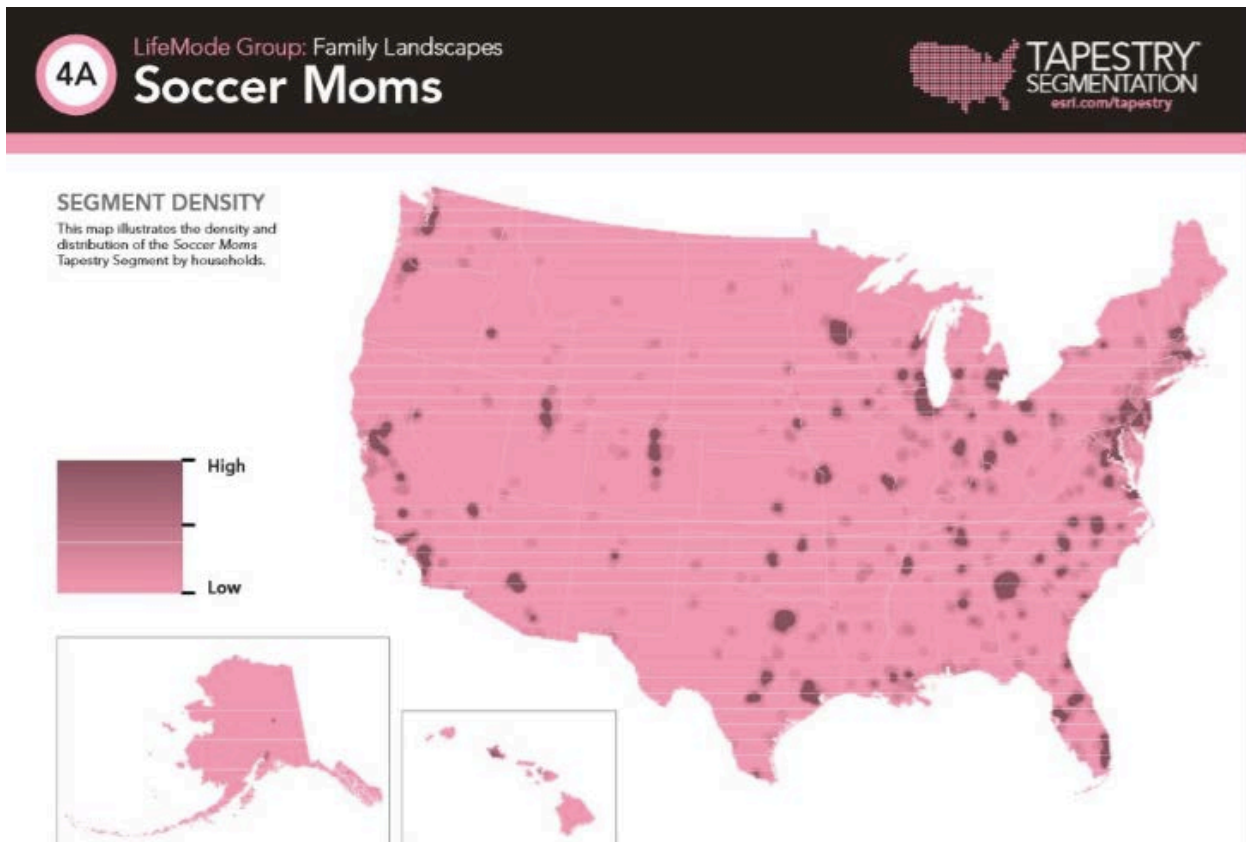 4A
LifeMode Group: Family Landscapes
Soccer Moms
TAPESTRY™
SEGMENTATION
esri.com/tapestry
SEGMENT DENSITY
This map illustrates the density and
distribution of the Soccer Moms
Tapestry Segment by households.
High
Low